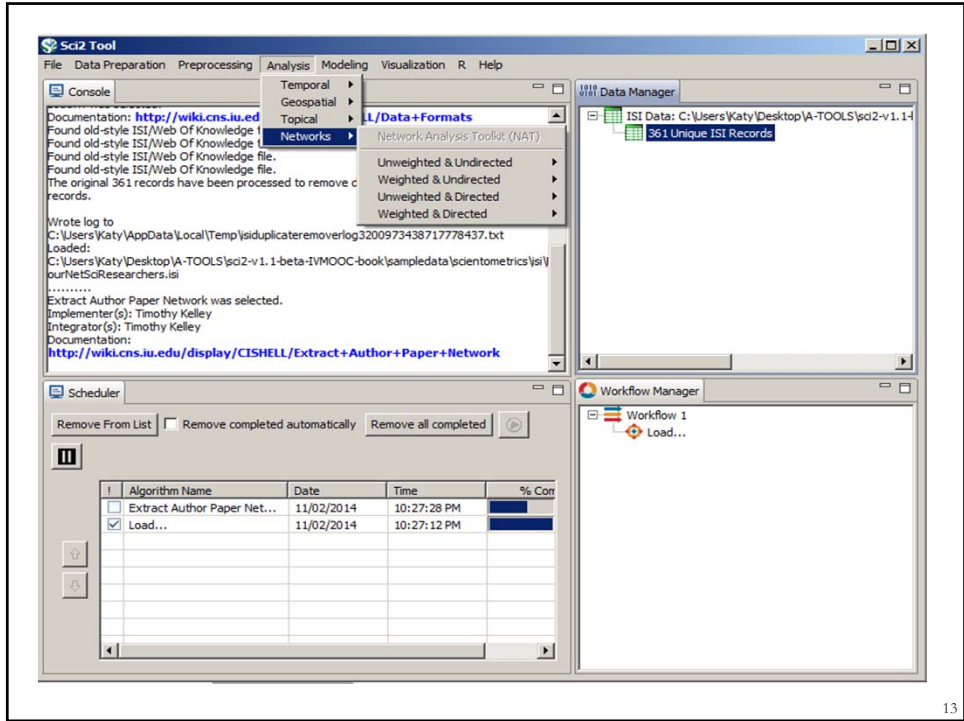 Sci2 Tool
File Data Preparation Preprocessing Analysis Modeling Visualization R Help
Console
Documentation: http://wiki.cns.iu.ed
LL/Data+Formats
Found old-style ISI/Web Of Knowledge f
Found old-style ISI/Web Of Knowledge f
Found old-style ISI/Web Of Knowledge file.
Found old-style ISI/Web Of Knowledge file.
The original 361 records have been processed to remove d
records.
Wrote log to
C:\Users\Katy\AppData\Local\Temp\isiduplicateremoverlog3200973438717778437.txt
Loaded:
C:\Users\Katy\Desktop\A-TOOLS\sci2-v1.1-beta-IVMOOC-book\sampledata\scientometrics\isi\
ourNetSciResearchers.isi
..........
Extract Author Paper Network was selected.
Implementer(s): Timothy Kelley
Integrator(s): Timothy Kelley
Documentation:
http://wiki.cns.iu.edu/display/CISHELL/Extract+Author+Paper+Network
Temporal
Geospatial
Topical
Networks
Network Analysis Toolkit (NAT)
Unweighted & Undirected
Weighted & Undirected
Unweighted & Directed
Weighted & Directed
Data Manager
ISI Data: C:\Users\Katy\Desktop\A-TOOLS\sci2-v1.1-
361 Unique ISI Records
Scheduler
Remove From List Remove completed automatically Remove all completed
! Algorithm Name Date Time % Com
Extract Author Paper Net... 11/02/2014 10:27:28 PM
Load... 11/02/2014 10:27:12 PM
Workflow Manager
Workflow 1
Load...
13